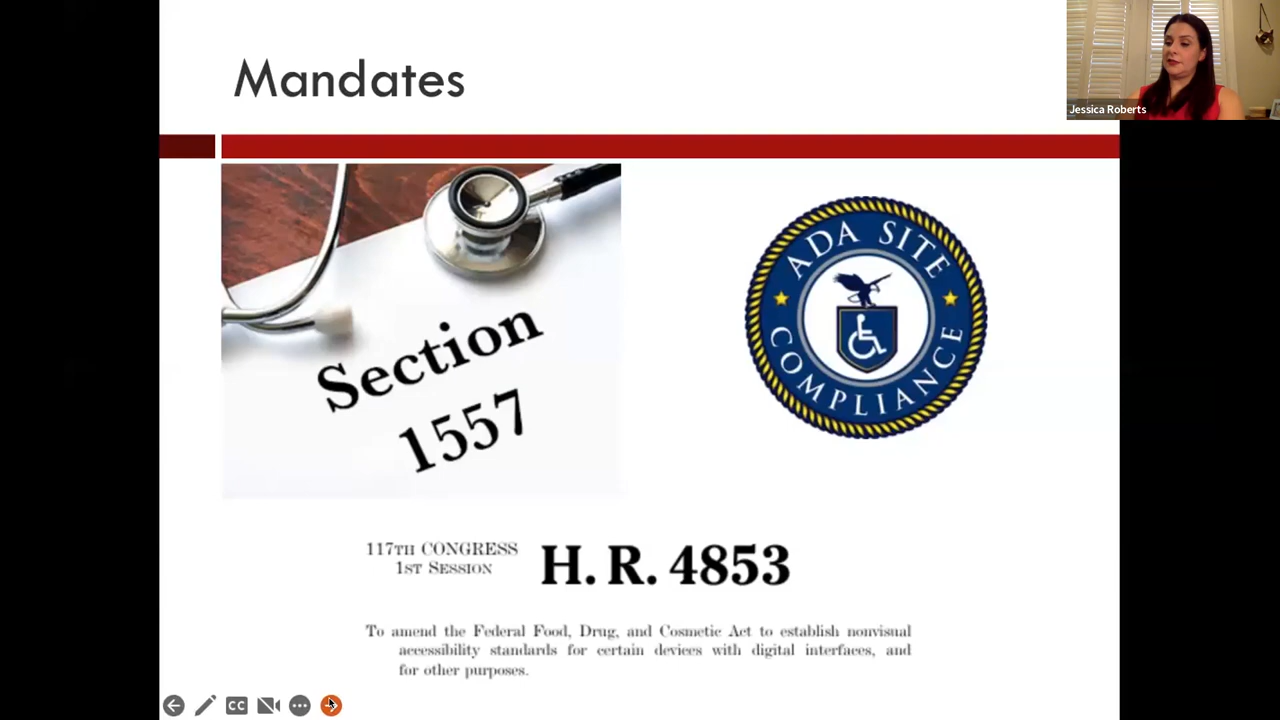 Mandates
Jessica Roberts
Section
1557
ADA SITE
COMPLIANCE
117TH CONGRESS
1ST SESSION
H. R. 4853
To amend the Federal Food, Drug, and Cosmetic Act to establish nonvisual
accessibility standards for certain devices with digital interfaces, and
for other purposes.
CC